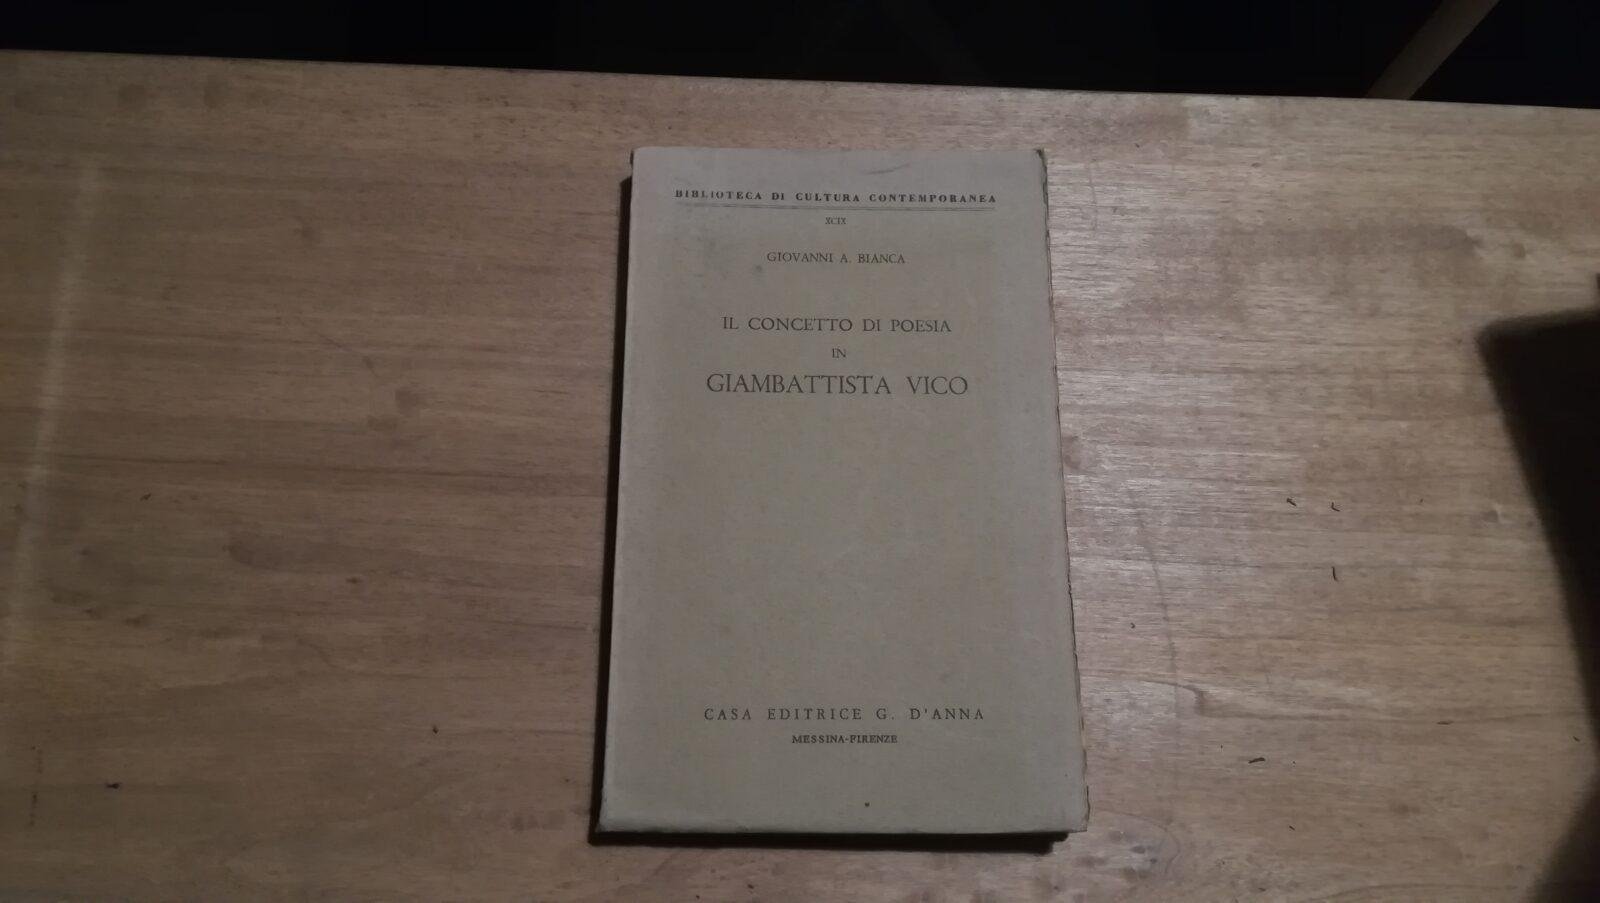 BIBLIOTECA DI CULTURA CONTEMPORANEA
XCIX
GIOVANNI A. BIANCA
IL CONCETTO DI POESIA
IN
GIAMBATTISTA VICO
CASA EDITRICE G. D'ANNA
MESSINA-FIRENZE